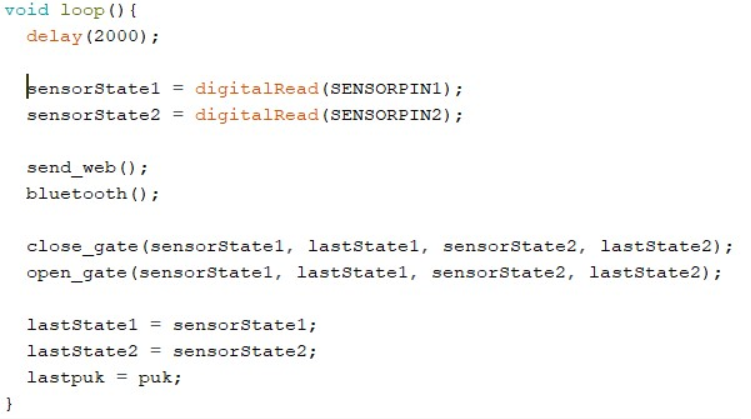 void loop(){
delay(2000);
sensorState1 = digitalRead(SENSORPIN1);
sensorState2 = digitalRead(SENSORPIN2);
send_web();
bluetooth();
close_gate(sensorState1, lastState1, sensorState2, lastState2);
open_gate(sensorState1, lastState1, sensorState2, lastState2);
lastState1 = sensorState1;
lastState2 = sensorState2;
lastpuk = puk;
}